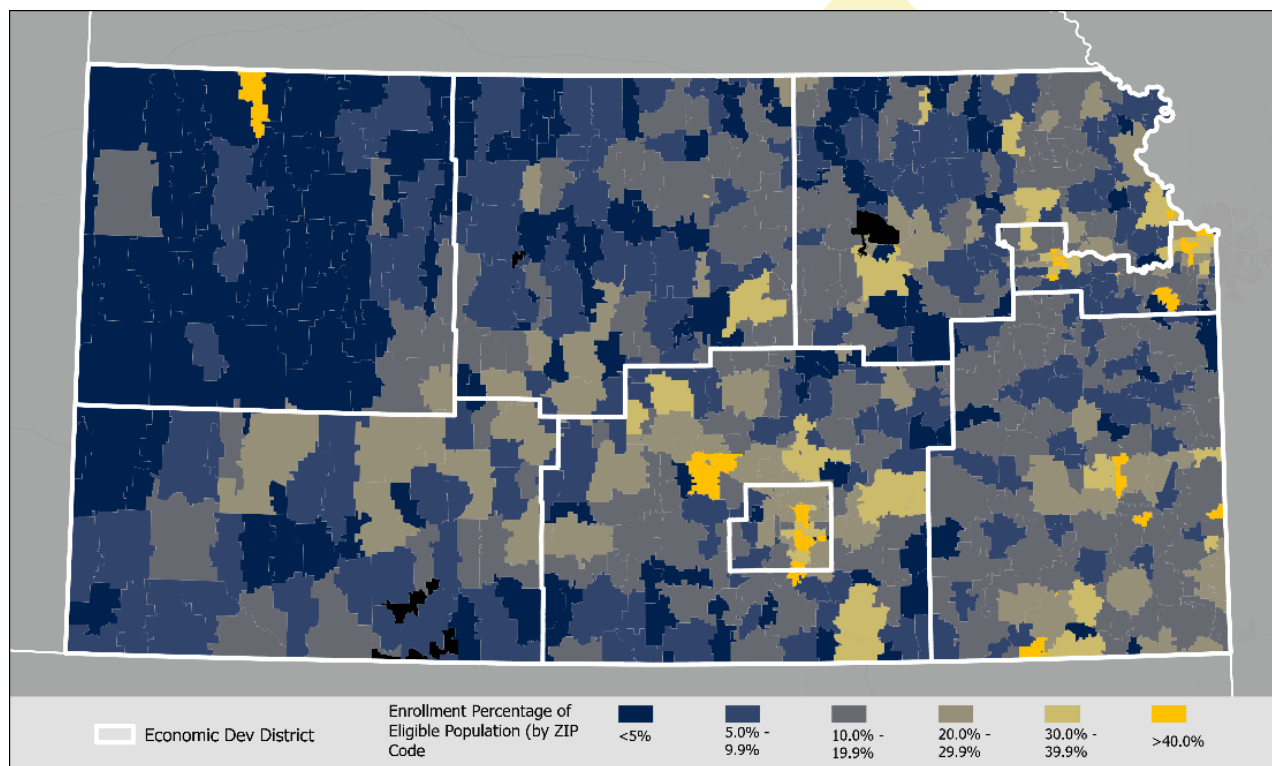 Economic Dev District
Enrollment Percentage of
Eligible Population (by ZIP
Code
<5%
5.0% -
9.9%
10.0% -
19.9%
20.0% -
29.9%
30.0% -
39.9%
>40.0%